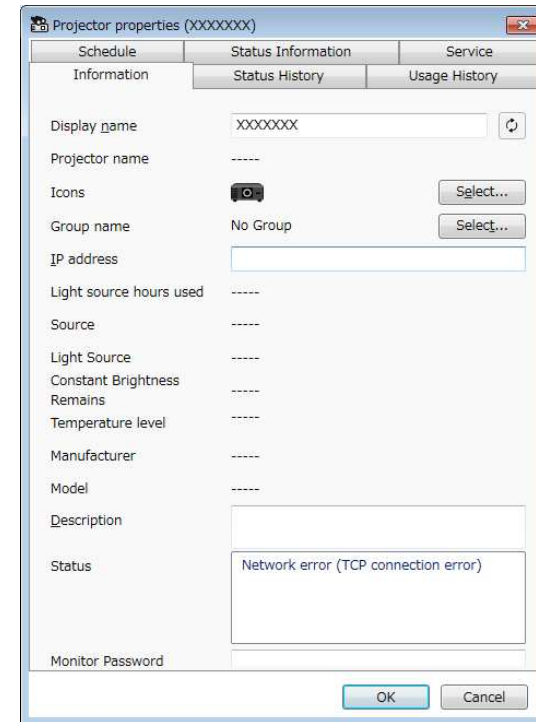 Projector properties (XXXXXXX)
Schedule Status Information Service
Information Status History Usage History
Display name XXXXXXX
Projector name -----
Icons Select...
Group name No Group Select...
IP address
Light source hours used -----
Source -----
Light Source -----
Constant Brightness
Remains -----
Temperature level -----
Manufacturer -----
Model -----
Description
Status Network error (TCP connection error)
Monitor Password
OK Cancel